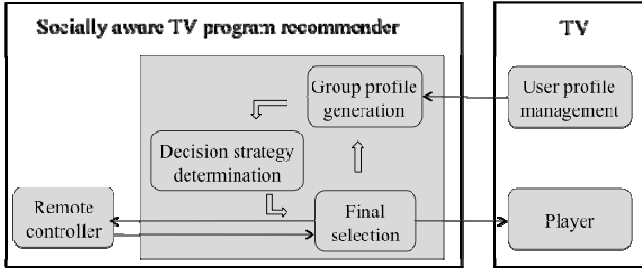 Socially aware TV program recommender
TV
Group profile
generation
User profile
management
Decision strategy
determination
Remote
controller
Final
selection
Player